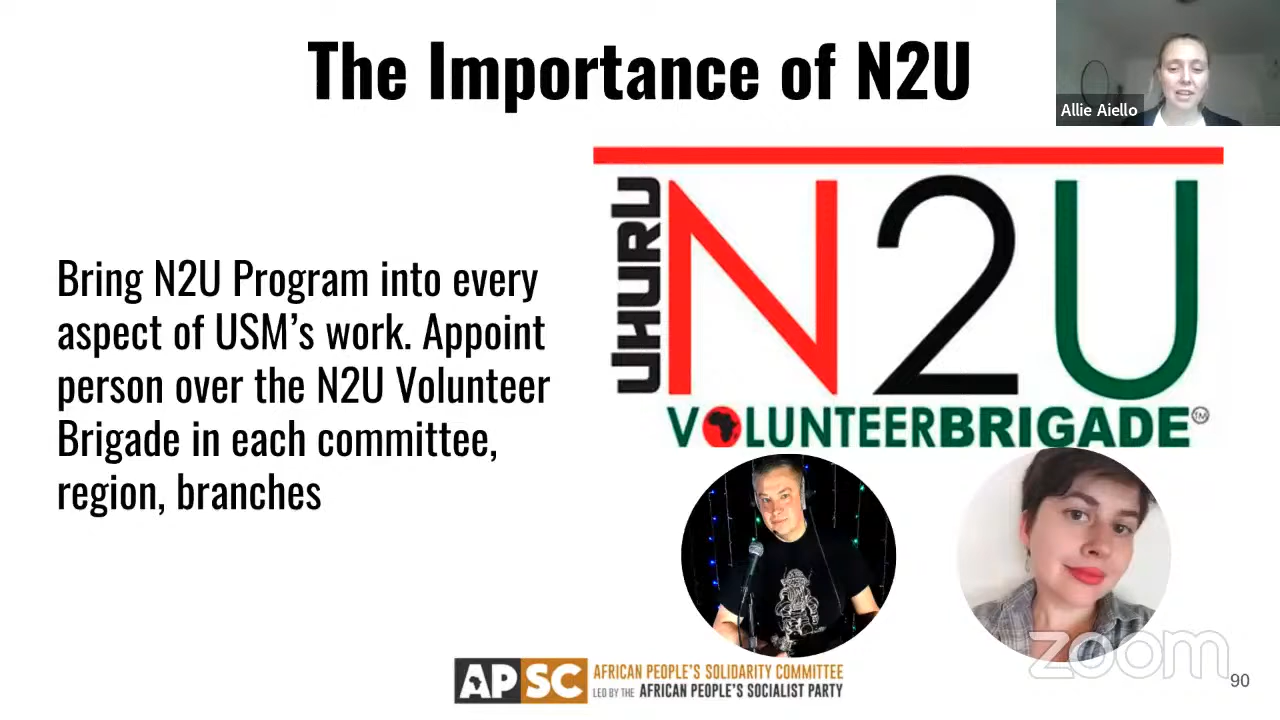 The Importance of N2U
Allie Aiello
Bring N2U Program into every
aspect of USM’s work. Appoint
person over the N2U Volunteer
Brigade in each committee,
region, branches
UHURU
N2U
VOLUNTEERBRIGADE TM
APSC
AFRICAN PEOPLE'S SOLIDARITY COMMITTEE
LED BY THE AFRICAN PEOPLE'S SOCIALIST PARTY
zoom
90